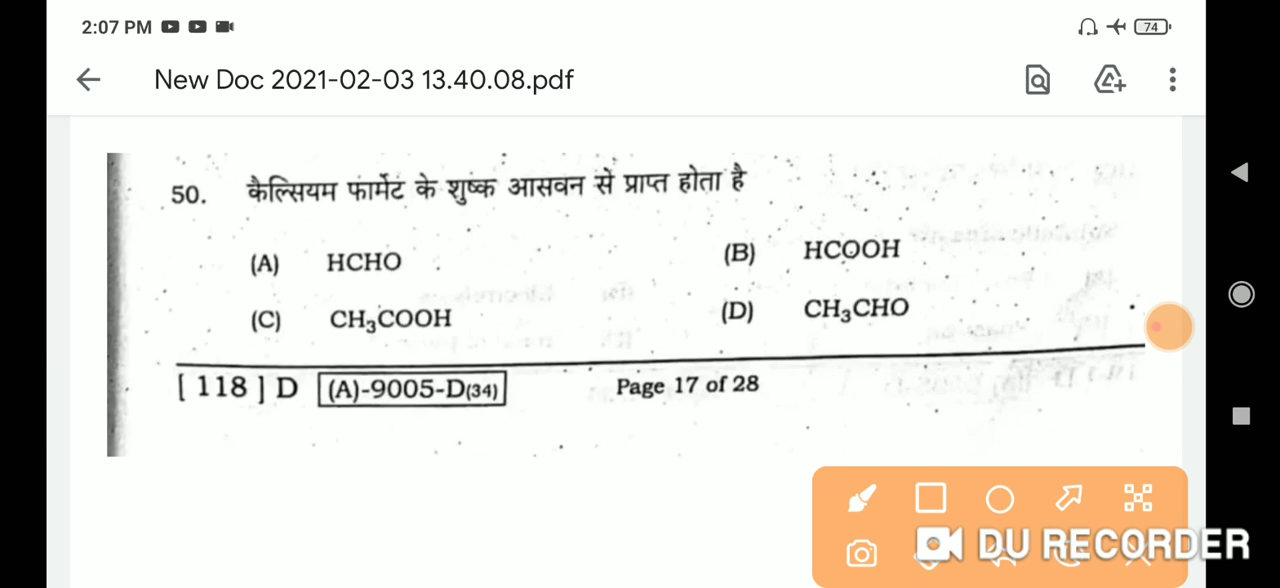 2:07 PM
74
New Doc 2021-02-03 13.40.08.pdf
50. कैल्सियम फार्मेट के शुष्क आसवन से प्राप्त होता है
(A) HCHO (B) HCOOH
(C) CH₃COOH (D) CH₃CHO
[ 118 ] D (A)-9005-D(34) Page 17 of 28
DU RECORDER